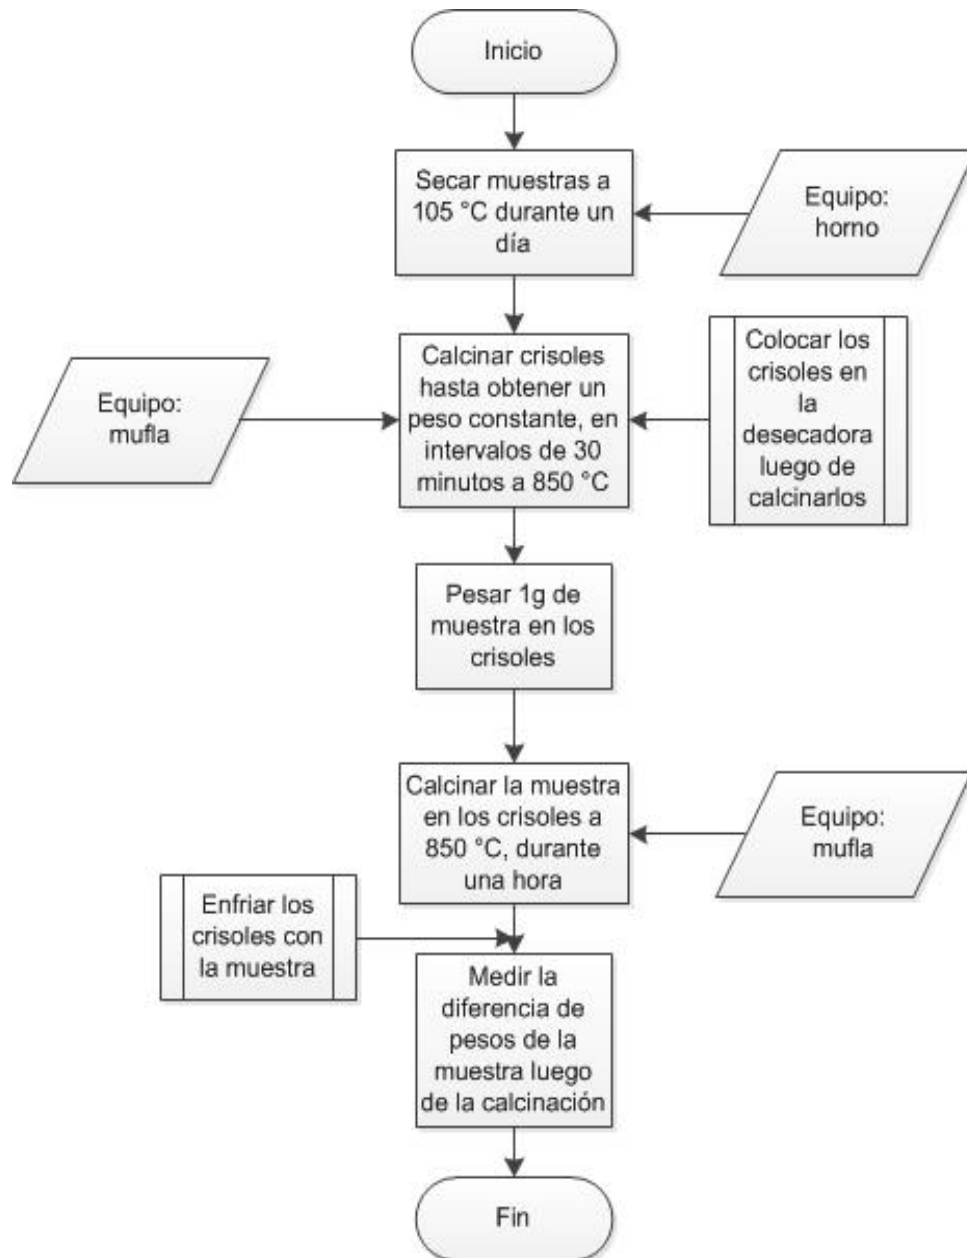 Inicio
Secar muestras a
105 °C durante un
día
Equipo:
horno
Calcinar crisoles
hasta obtener un
peso constante, en
intervalos de 30
minutos a 850 °C
Equipo:
mufla
Colocar los
crisoles en
la
desecadora
luego de
calcinarlos
Pesar 1g de
muestra en los
crisoles
Calcinar la muestra
en los crisoles a
850 °C, durante
una hora
Equipo:
mufla
Enfriar los
crisoles con
la muestra
Medir la
diferencia de
pesos de la
muestra luego
de la calcinación
Fin